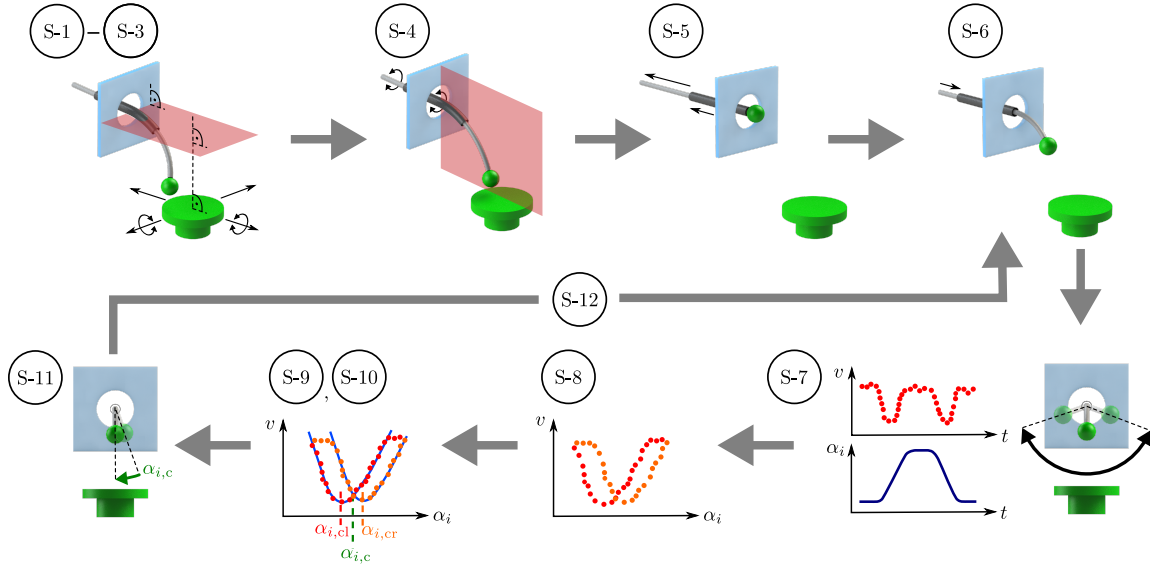 S-1 – S-3
S-4
S-5
S-6
S-12
S-11
α_{i,c}
S-9 , S-10
v
α_i
α_{i,cl}
α_{i,cr}
α_{i,c}
S-8
v
α_i
S-7
v
t
α_i
t